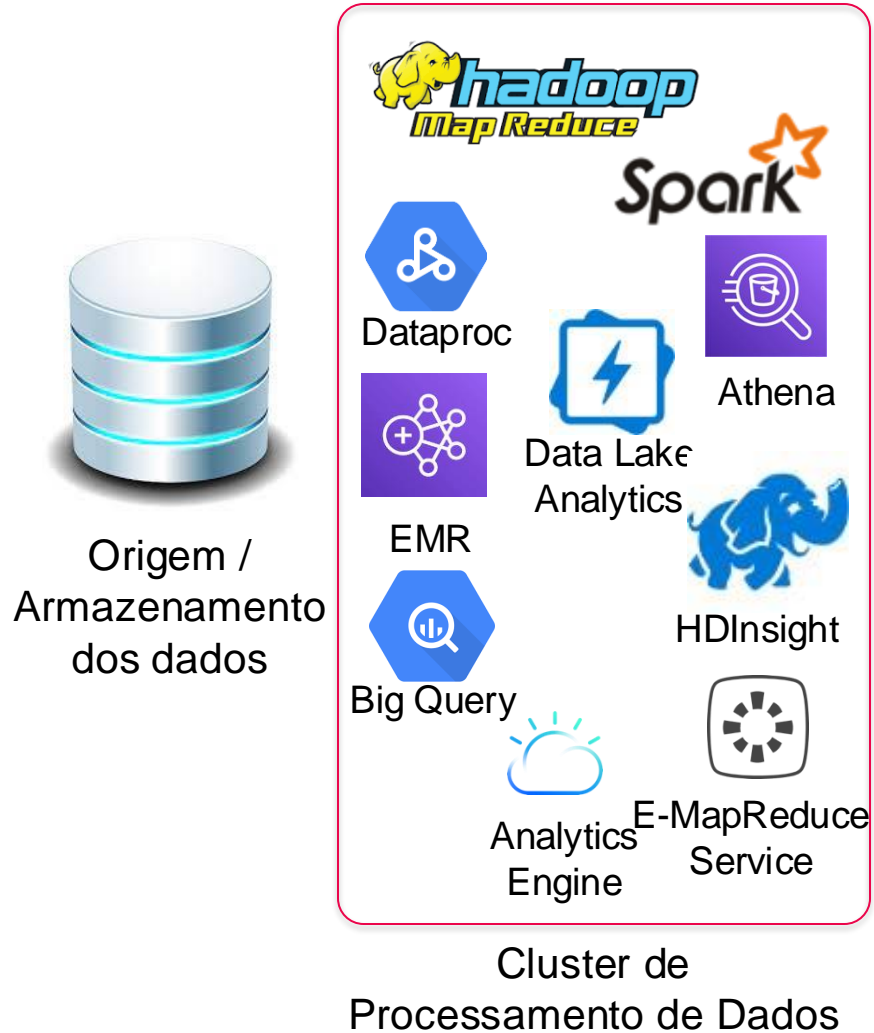 hadoop
Map Reduce
Spark
Dataproc
Athena
Data Lake
Analytics
EMR
HDInsight
Big Query
Analytics
Engine
E-MapReduce
Service
Origem /
Armazenamento
dos dados
Cluster de
Processamento de Dados